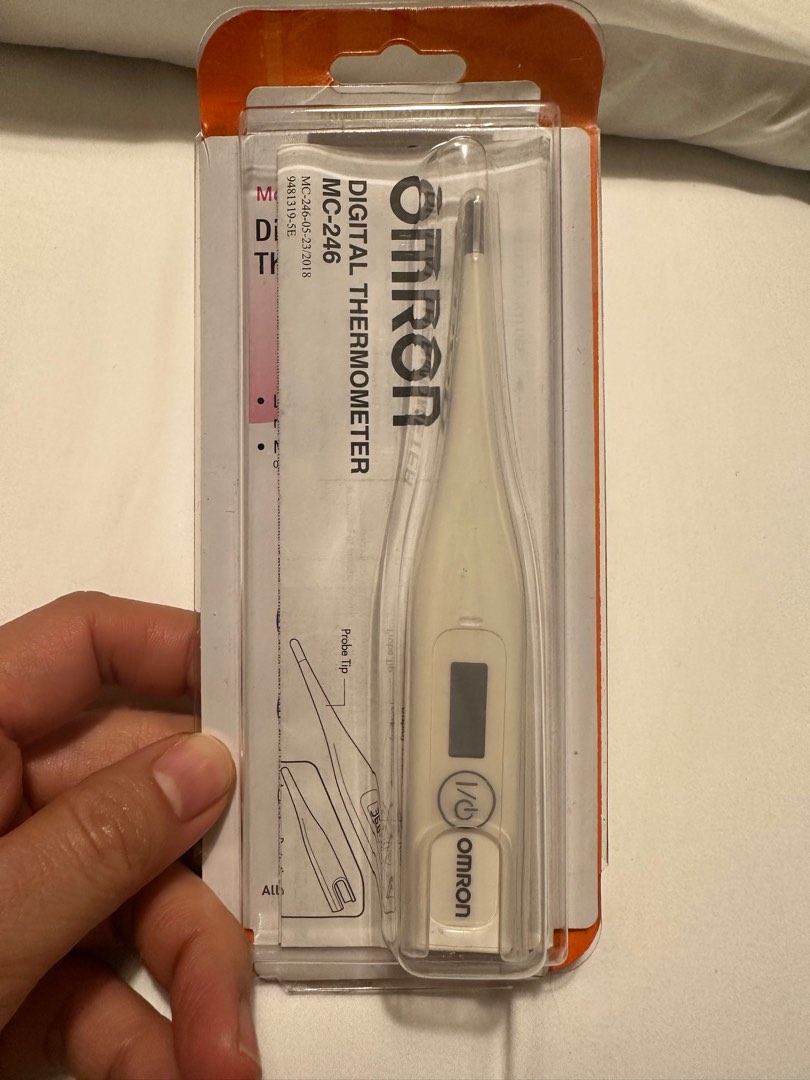 OMRON
DIGITAL THERMOMETER
MC-246
MC-246-05-23/2018
9481319-5E
Probe Tip
I/
OMRON